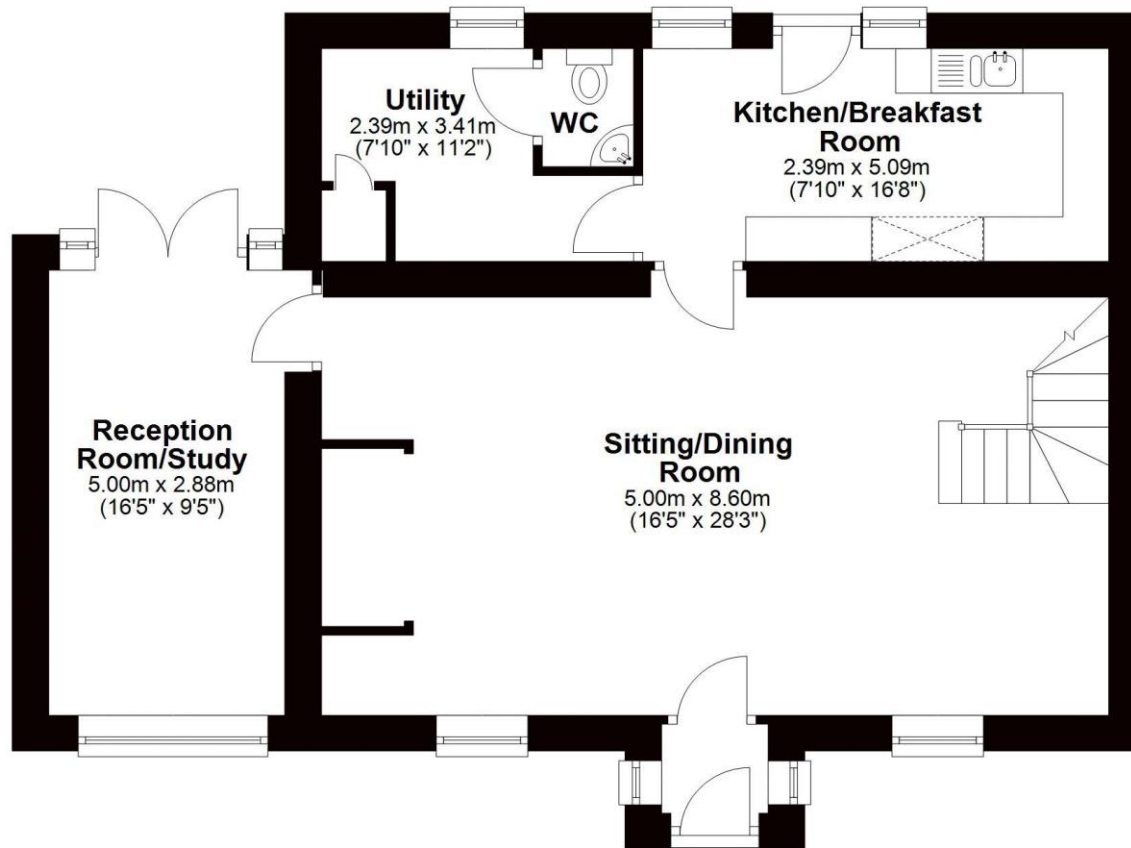 Utility
2.39m x 3.41m
(7'10" x 11'2")
WC
Kitchen/Breakfast
Room
2.39m x 5.09m
(7'10" x 16'8")
Reception
Room/Study
5.00m x 2.88m
(16'5" x 9'5")
Sitting/Dining
Room
5.00m x 8.60m
(16'5" x 28'3")